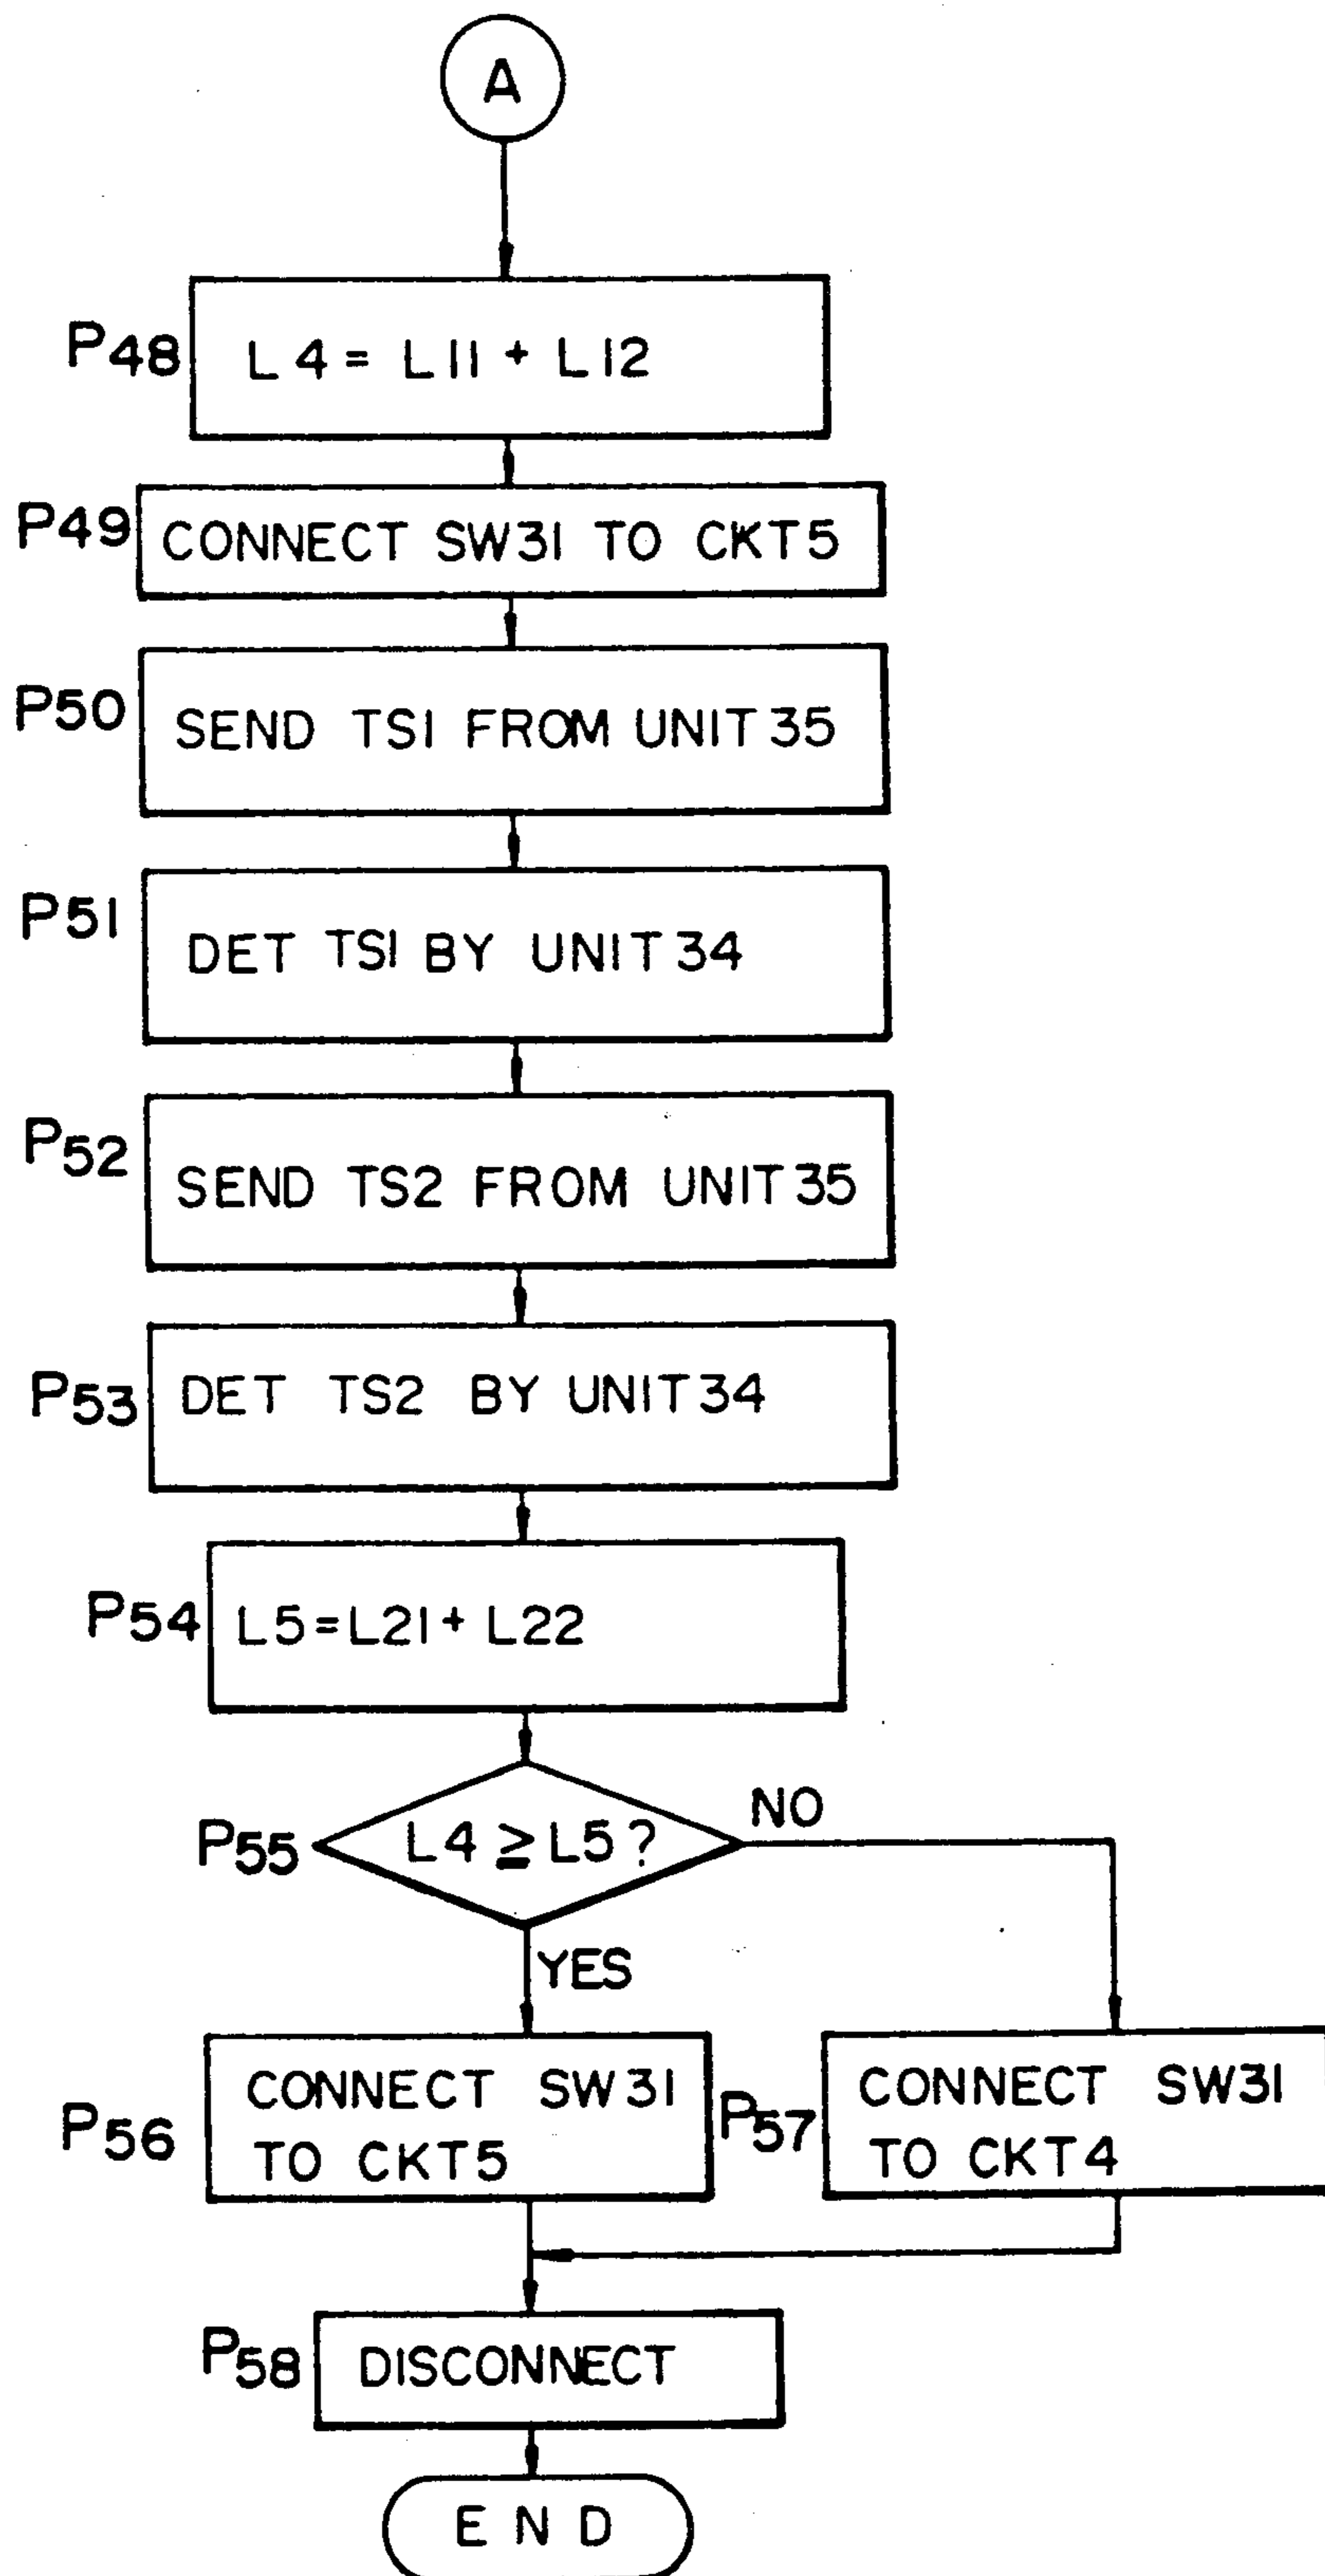 A
P48
L4 = L11 + L12
P49
CONNECT SW31 TO CKT5
P50
SEND TS1 FROM UNIT 35
P51
DET TS1 BY UNIT 34
P52
SEND TS2 FROM UNIT 35
P53
DET TS2 BY UNIT 34
P54
L5 = L21 + L22
P55
L4 ≥ L5 ?
NO
YES
P56
CONNECT SW31
TO CKT5
P57
CONNECT SW31
TO CKT4
P58
DISCONNECT
END